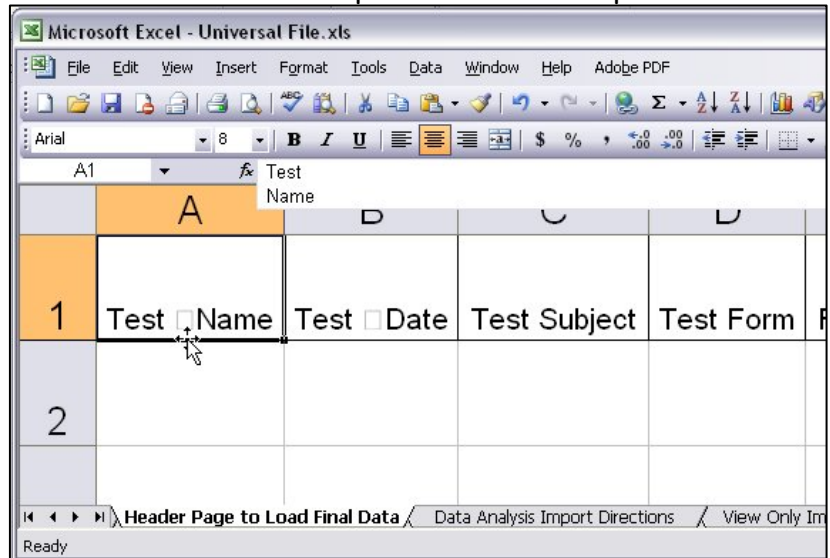 Microsoft Excel - Universal File.xls
File Edit View Insert Format Tools Data Window Help Adobe PDF
Arial 8 B I U $ % ,
A1 fx Test
Name
A B C D
1 Test □Name Test □Date Test Subject Test Form
2
Header Page to Load Final Data Data Analysis Import Directions View Only Im
Ready